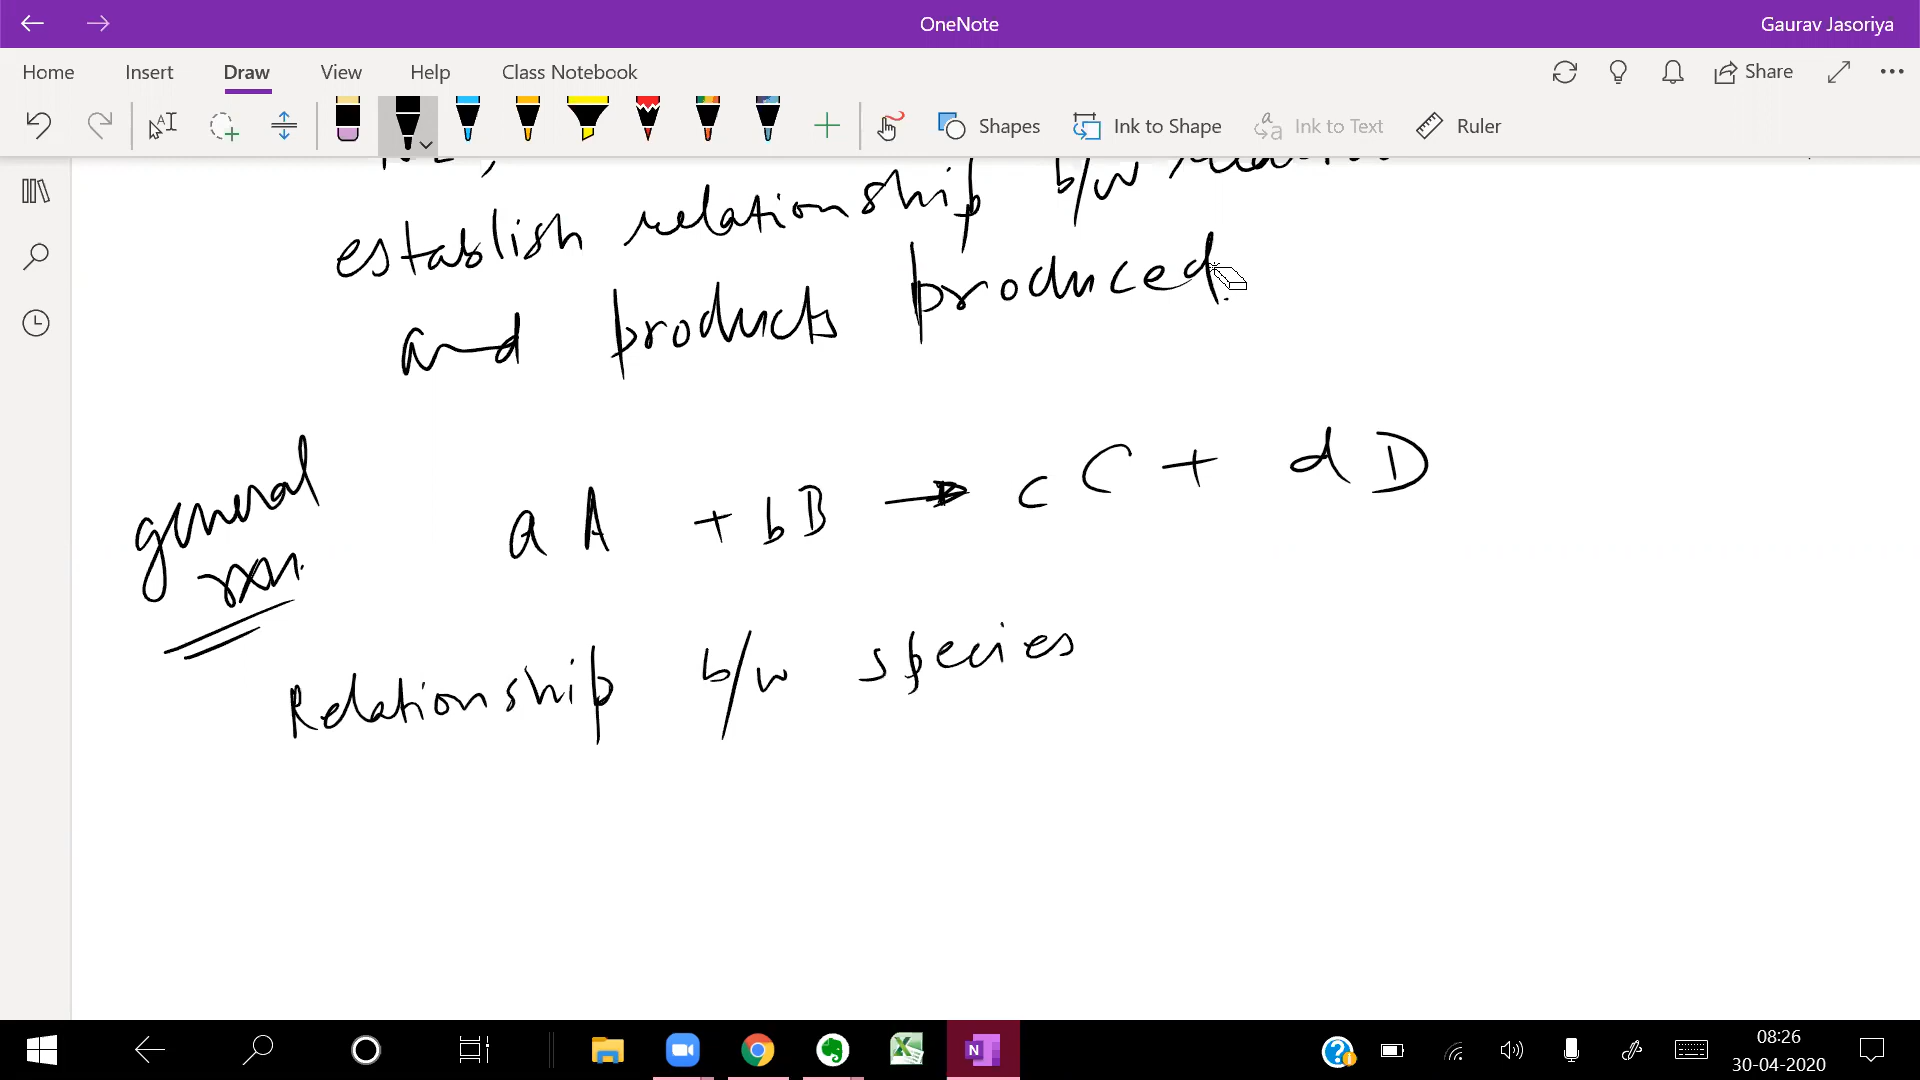 OneNote
Gaurav Jasoriya
Home Insert Draw View Help Class Notebook
Share
Shapes Ink to Shape Ink to Text Ruler
establish relationship b/w
and products produced.
general
rxn.
a A + b B → c C + d D
Relationship b/w species
08:26
30-04-2020